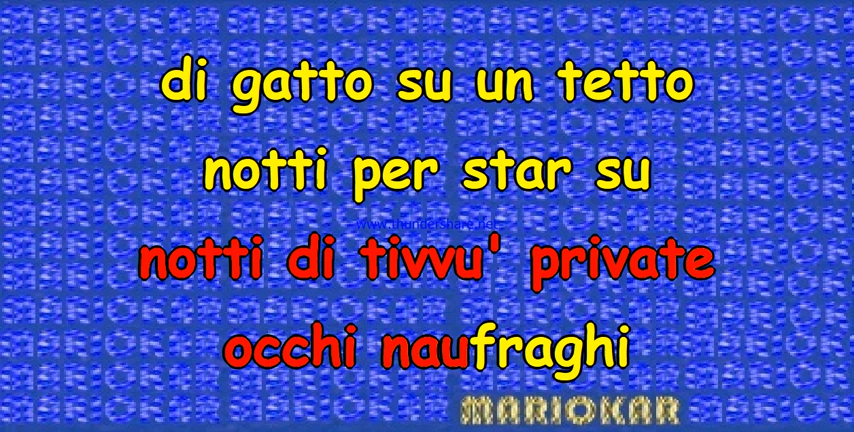 di gatto su un tetto
notti per star su
www.thundershare.net
notti di tivvu' private
occhi naufraghi
MARIOKAR